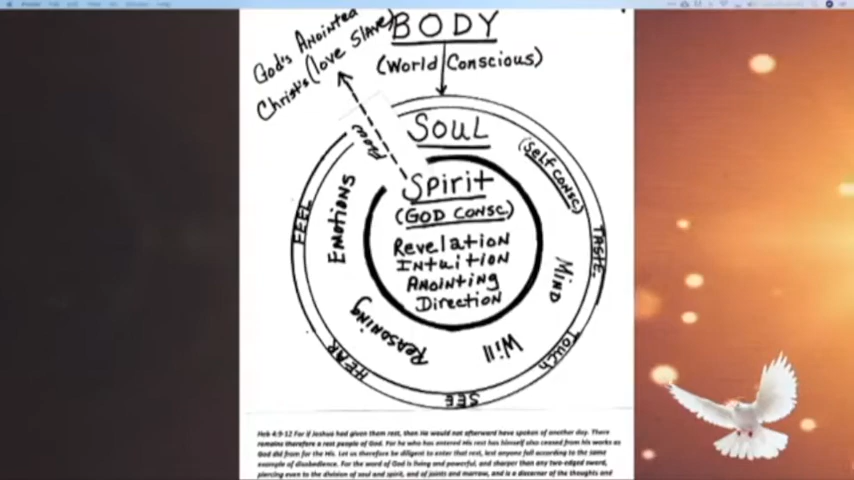 God's Anointed
Christ's (love Slave)
BODY
(World Conscious)
SOUL
(Self Consc)
Flow
Spirit
(GOD CONSC)
Revelation
Intuition
Anointing
Direction
Emotions
Mind
Reasoning
Will
FEEL
TASTE
HEAR
TOUCH
SEE
Heb 4:9-12 For if Joshua had given them rest, then He would not afterward have spoken of another day. There
remains therefore a rest people of God. For he who has entered His rest has himself also ceased from his works as
God did from for the His. Let us therefore be diligent to enter that rest, lest anyone fall according to the same
example of disobedience. For the word of God is living and powerful, and sharper than any two-edged sword,
piercing even to the division of soul and spirit, and of joints and marrow, and is a discerner of the thoughts and